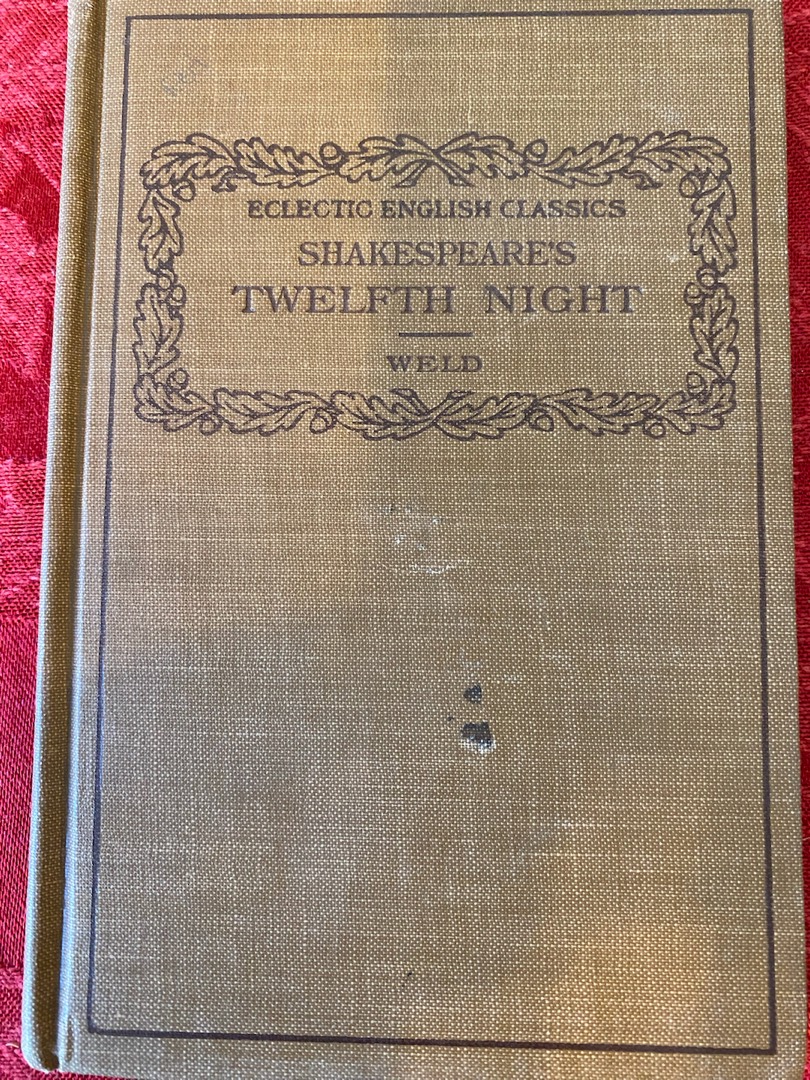 ECLECTIC ENGLISH CLASSICS
SHAKESPEARE'S
TWELFTH NIGHT
WELD